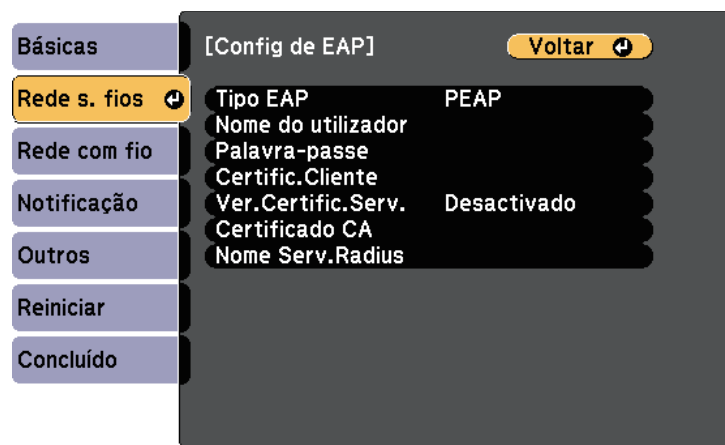 Básicas
Rede s. fios
Rede com fio
Notificação
Outros
Reiniciar
Concluído
[Config de EAP]
Voltar
Tipo EAP PEAP
Nome do utilizador
Palavra-passe
Certific.Cliente
Ver.Certific.Serv. Desactivado
Certificado CA
Nome Serv.Radius